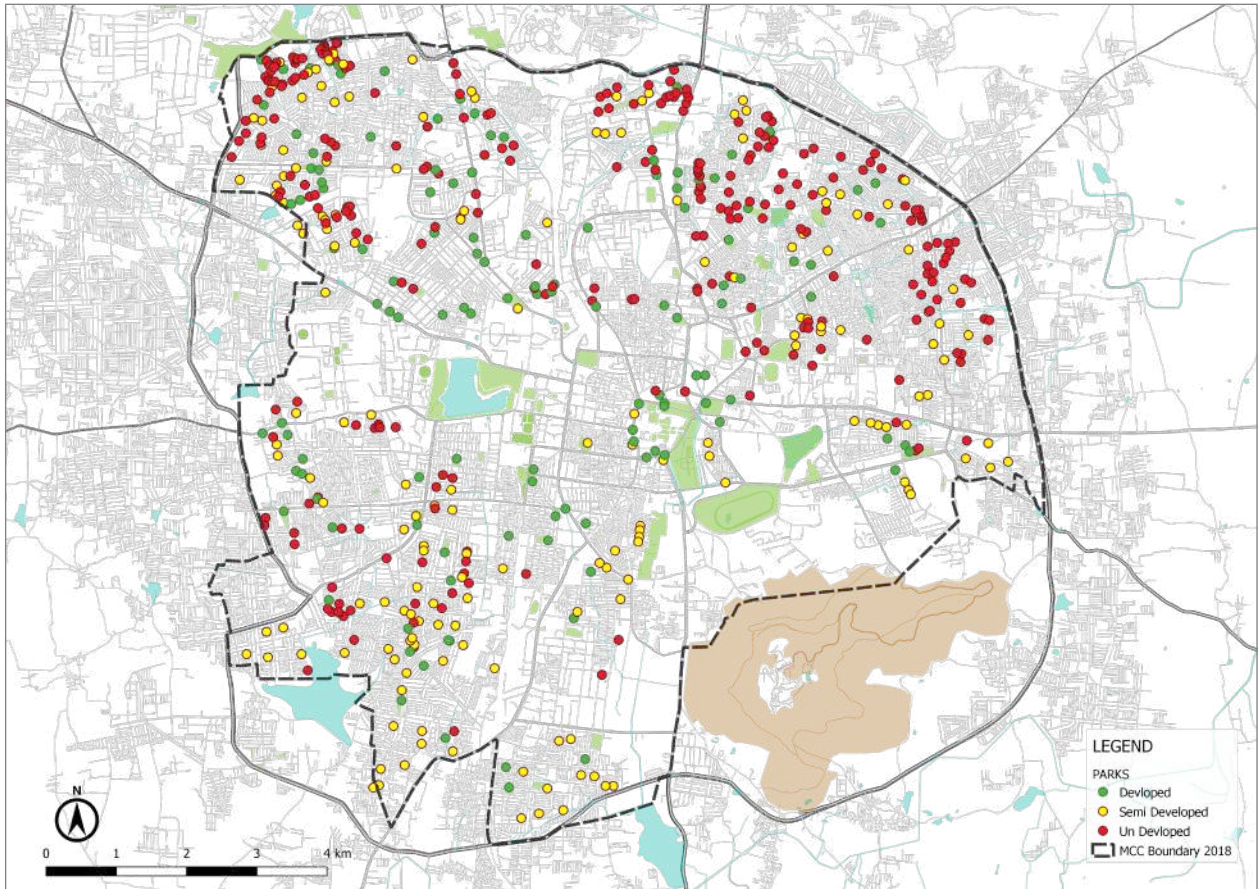 LEGEND
PARKS
Devloped
Semi Developed
Un Devloped
MCC Boundary 2018
N
0 1 2 3 4 km